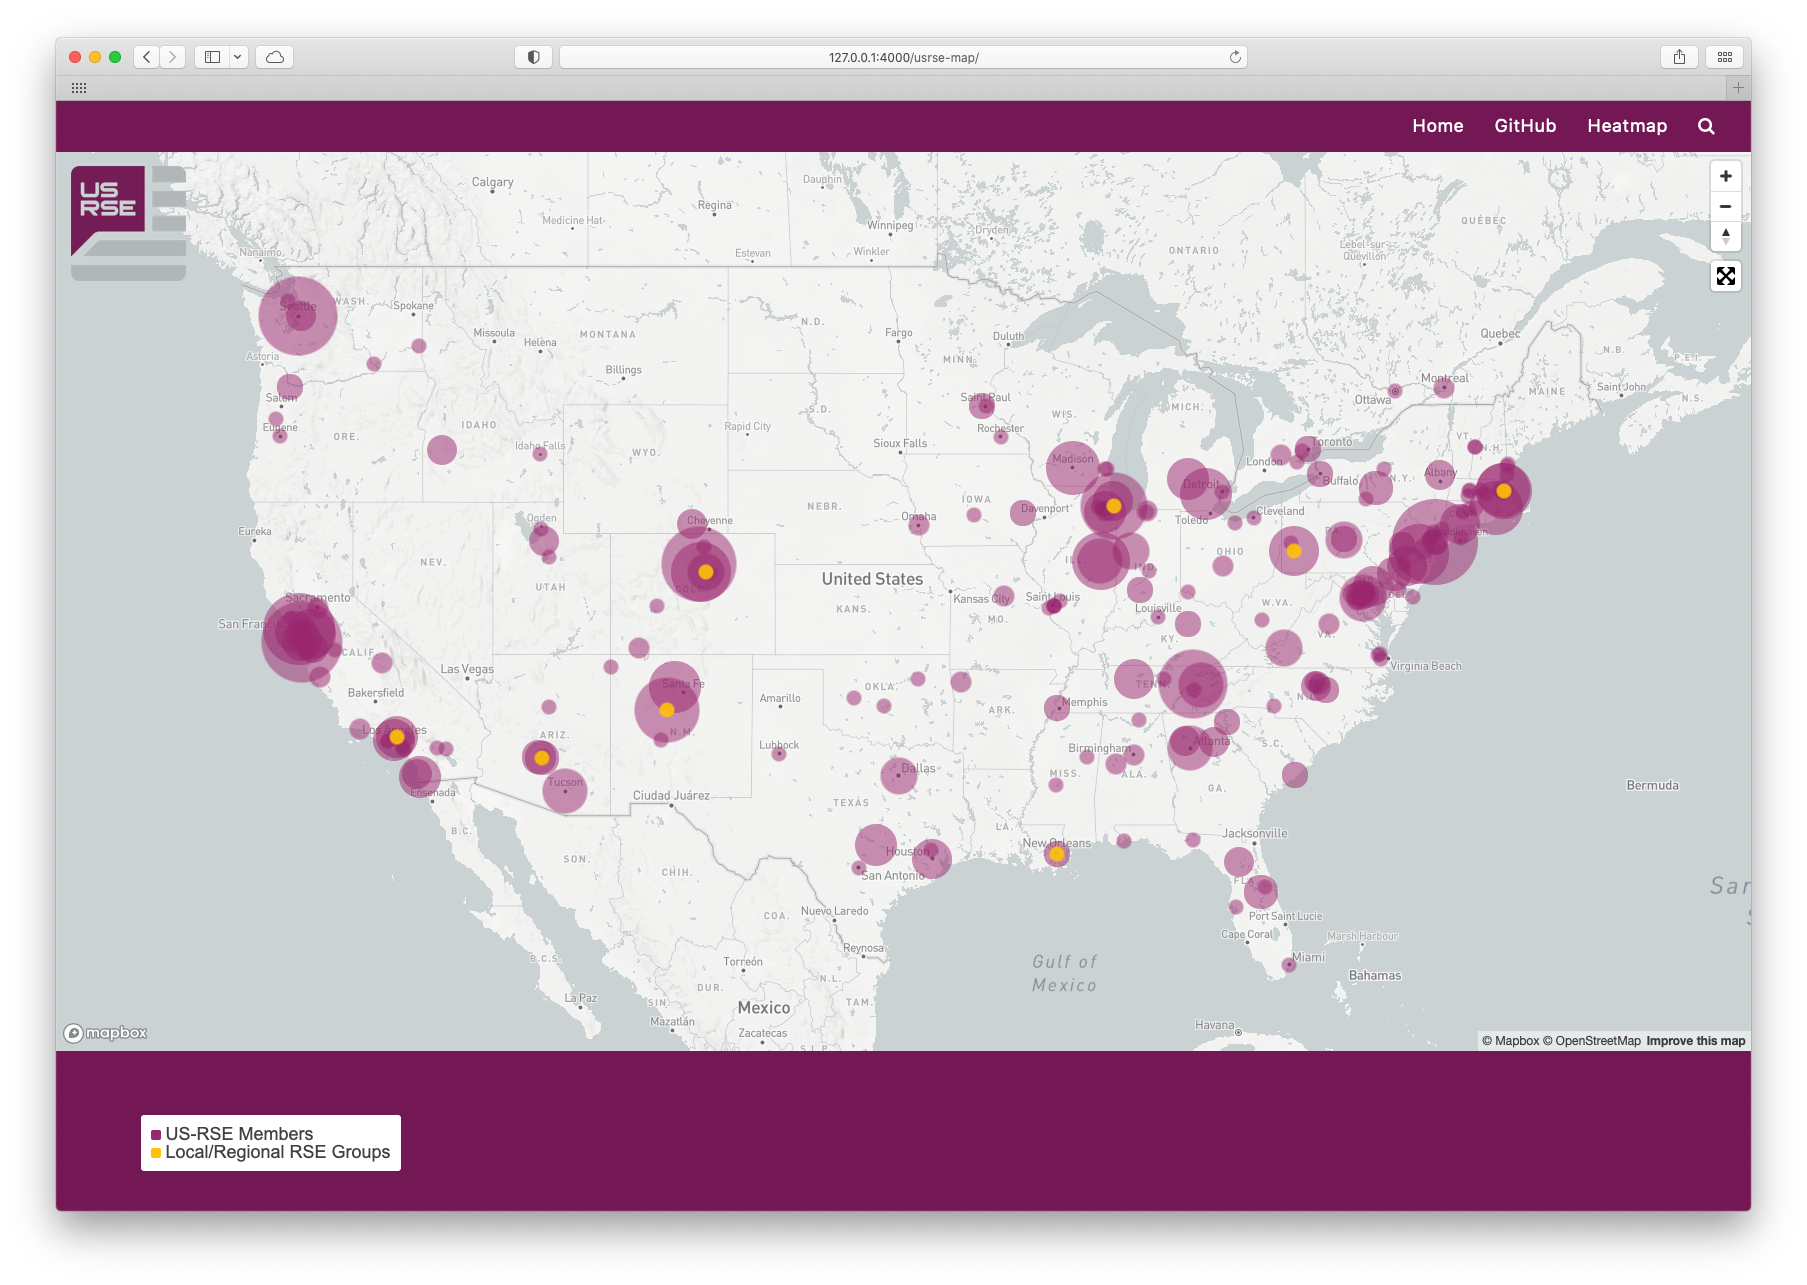 127.0.0.1:4000/usrse-map/
Home GitHub Heatmap
US
RSE
Calgary
Dauphin
Medicine Hat
Regina
Winnipeg
Dryden
QUÉBEC
Nanaimo
Estevan
Winkler
ONTARIO
Lebel-sur-
Quévillon
Seattle
WASH.
Spokane
Missoula
Helena
MONTANA
N.D.
Fargo
Duluth
Quebec
N.B.
P.E.I.
Astoria
Billings
MINN.
Montreal
MAINE
Saint John
N.S.
Salem
Eugene
ORE.
IDAHO
Idaho Falls
WYO.
S.D.
Rapid City
Sioux Falls
Saint Paul
Rochester
WIS.
MICH.
Ottawa
Toronto
VT.
N.H.
Madison
London
Detroit
Buffalo
N.Y.
Albany
Eureka
Ogden
Cheyenne
NEBR.
Omaha
IOWA
Davenport
Toledo
Cleveland
PA.
NEV.
UTAH
COLO.
United States
ILL.
IND.
OHIO
Sacramento
San Francisco
CALIF.
KANS.
Kansas City
MO.
Saint Louis
Louisville
KY.
W.VA.
VA.
DEL.
Virginia Beach
Las Vegas
Bakersfield
Santa Fe
Amarillo
OKLA.
ARK.
Memphis
TENN.
N.C.
Los Angeles
ARIZ.
N.M.
Lubbock
Birmingham
Atlanta
S.C.
Tucson
Ensenada
Ciudad Juárez
Dallas
TEXAS
MISS.
ALA.
GA.
Bermuda
B.C.
SON.
CHIH.
Houston
San Antonio
LA.
New Orleans
Jacksonville
FLA.
COA.
Nuevo Laredo
Port Saint Lucie
Cape Coral
Marsh Harbour
Miami
Bahamas
B.C.S.
Reynosa
Torreón
N.L.
Gulf of
Mexico
DUR.
La Paz
SIN.
TAM.
Mexico
Mazatlán
Zacatecas
S.L.P.
Havana
mapbox
© Mapbox © OpenStreetMap Improve this map
US-RSE Members
Local/Regional RSE Groups